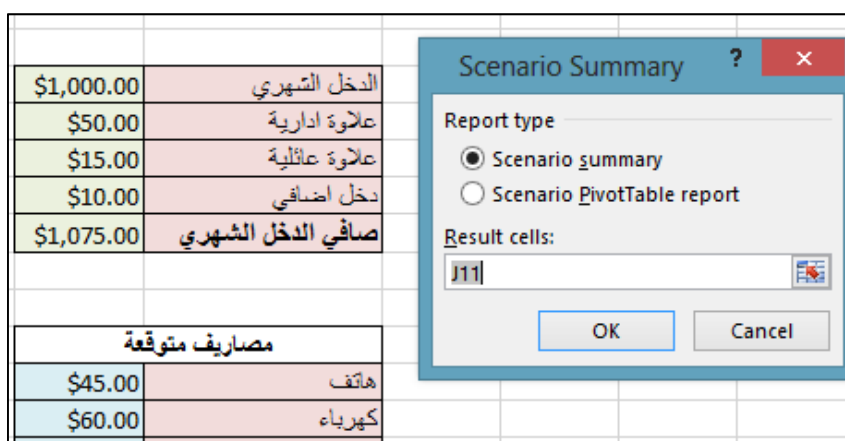 الدخل الشهري $1,000.00
علاوة ادارية $50.00
علاوة عائلية $15.00
دخل اضافي $10.00
صافي الدخل الشهري $1,075.00
مصاريف متوقعة
هاتف $45.00
كهرباء $60.00
Scenario Summary ? ×
Report type
Scenario summary
Scenario PivotTable report
Result cells:
J11
OK Cancel